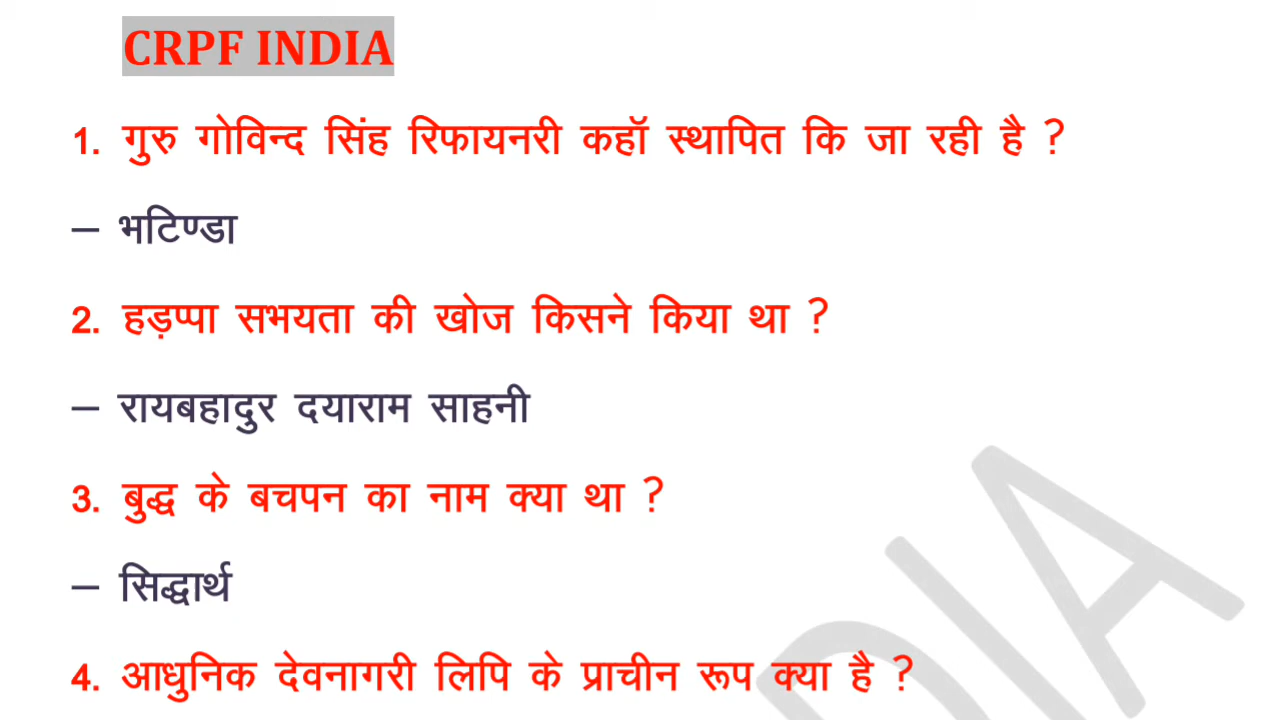 CRPF INDIA
1. गुरु गोविन्द सिंह रिफायनरी कहॉ स्थापित कि जा रही है ?
– भटिण्डा
2. हड़प्पा सभयता की खोज किसने किया था ?
– रायबहादुर दयाराम साहनी
3. बुद्ध के बचपन का नाम क्या था ?
– सिद्धार्थ
4. आधुनिक देवनागरी लिपि के प्राचीन रूप क्या है ?
DIA